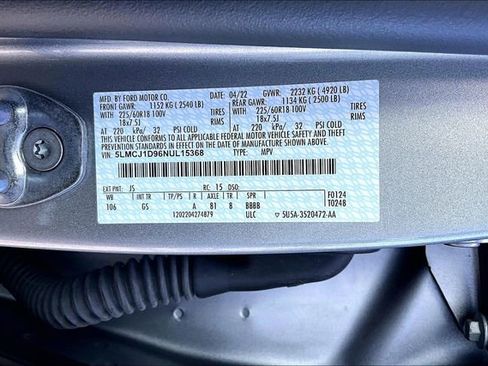 MFD. BY FORD MOTOR CO.
DATE: 04/22 GVWR: 2232 KG ( 4920 LB)
FRONT GAWR: 1152 KG ( 2540 LB) REAR GAWR: 1134 KG ( 2500 LB)
WITH 225/60R18 100V TIRES WITH 225/60R18 100V TIRES
18x7.5J RIMS 18x7.5J RIMS
AT 220 kPa/ 32 PSI COLD AT 220 kPa/ 32 PSI COLD
THIS VEHICLE CONFORMS TO ALL APPLICABLE FEDERAL MOTOR VEHICLE SAFETY AND THEFT
PREVENTION STANDARDS IN EFFECT ON THE DATE OF MANUFACTURE SHOWN ABOVE.
VIN: 5LMCJ1D96NUL15368 TYPE: MPV
EXT PNT: JS RC: 15 DSO:
WB INT TR TP/PS R AXLE TR SPR F0124
106 GS A 81 8 BBBB T0248
1202204274879 ULC 5U5A-3520472-AA